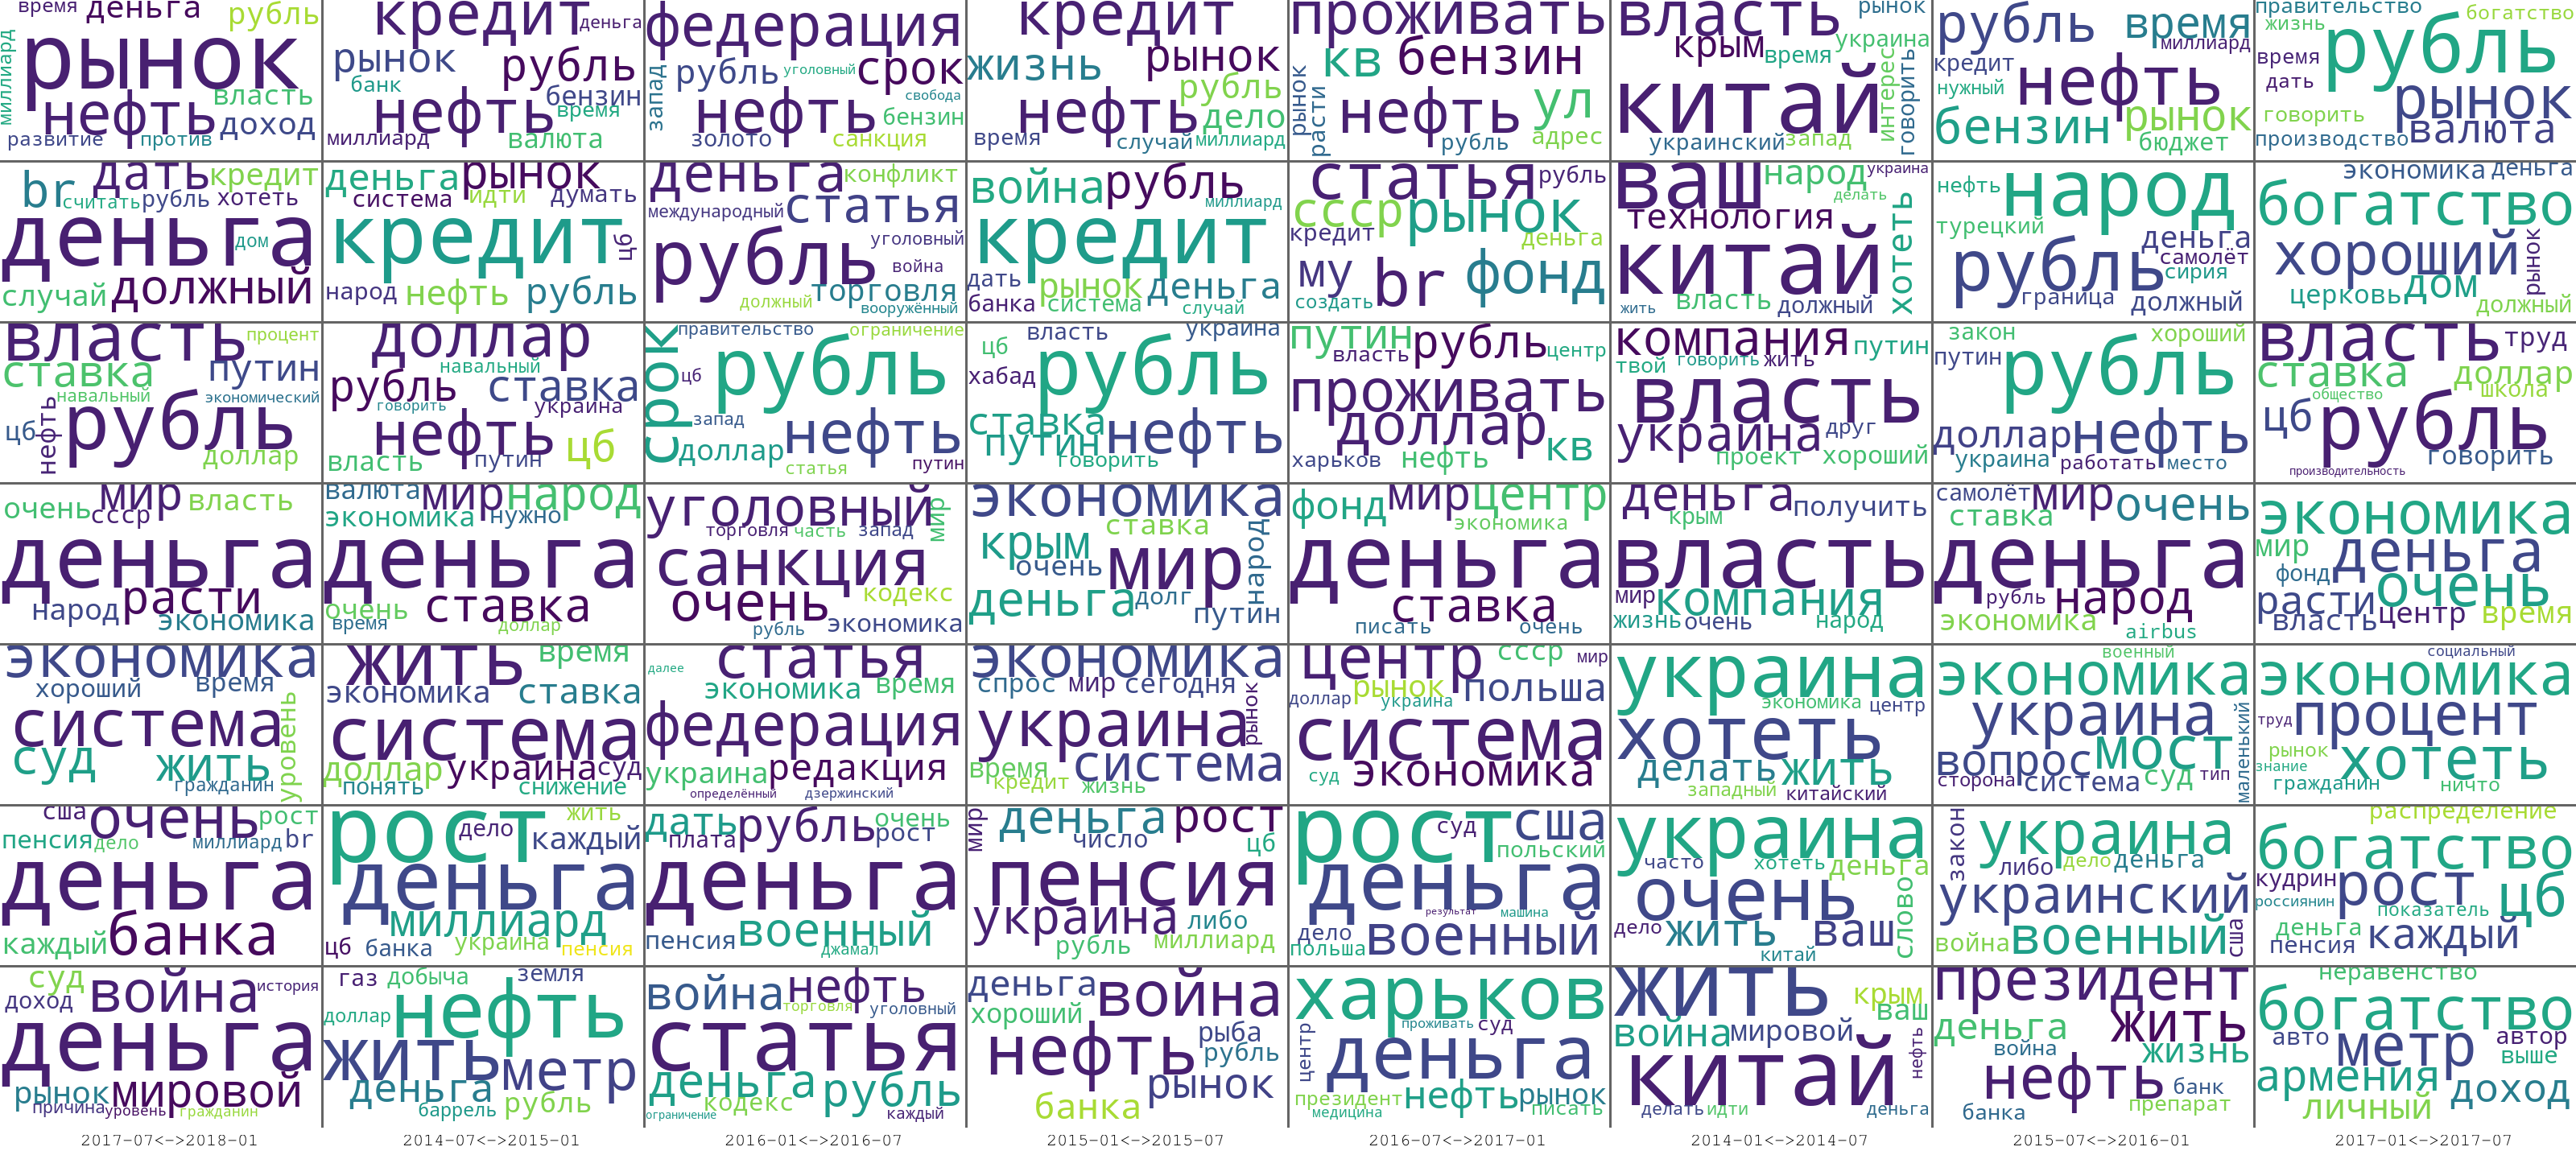 время деньга рубль миллиард рынок нефть власть доход развитие против
кредит деньга рынок рубль банк нефть бензин время миллиард валюта
федерация рубль уголовный срок запад нефть свобода бензин золото санкция
кредит жизнь рынок рубль нефть дело время случай миллиард
проживать кв бензин рынок расти нефть ул рубль адрес
власть рынок крым время украина китай интерес говорить украинский запад
рубль время миллиард кредит нужный нефть бензин рынок бюджет
правительство жизнь богатство рубль время дать говорить рынок производство валюта
br дать кредит считать рубль хотеть деньга дом случай должный
деньга рынок система идти думать кредит цб народ нефть рубль
деньга конфликт международный статья рубль уголовный война должный торговля вооружённый
война рубль миллиард кредит дать банка рынок система деньга случай
статья рубль ссср рынок кредит деньга му br фонд создать
ваш народ украина технология делать китай хотеть жить власть должный
нефть народ турецкий рубль деньга самолёт сирия граница должный
экономика деньга богатство хороший рынок церковь дом должный
власть процент ставка путин навальный экономический рубль цб нефть доллар
доллар навальный рубль ставка говорить украина нефть цб власть путин
срок правительство ограничение цб рубль запад доллар нефть статья путин
власть украина цб хабад рубль ставка путин нефть говорить
путин власть рубль центр проживать доллар харьков нефть кв
компания твой говорить жить путин власть украина друг проект хороший
закон хороший путин рубль доллар нефть украина работать место
власть труд ставка доллар общество школа цб рубль говорить производительность
очень мир ссср власть деньга народ расти экономика
валюта мир народ экономика нужно деньга очень время ставка доллар
уголовный мир торговля часть запад санкция очень кодекс рубль экономика
экономика ставка крым очень мир народ деньга долг путин
фонд мир центр экономика деньга ставка писать очень
деньга крым получить власть мир компания жизнь очень народ
самолёт мир очень ставка деньга рубль народ экономика airbus
экономика мир деньга фонд очень расти власть центр время
экономика хороший время система суд жить уровень гражданин
жить время экономика ставка система доллар украина суд понять снижение
далее статья экономика время федерация украина редакция определённый дзержинский
экономика спрос мир сегодня украина рынок время система кредит жизнь
центр ссср мир доллар рынок украина польша система суд экономика
украина экономика центр хотеть делать жить западный китайский
военный экономика украина маленький вопрос мост сторона система суд тип
социальный экономика труд процент рынок знание хотеть гражданин ничто
сша очень рост пенсия дело миллиард br деньга каждый банка
рост дело жить каждый деньга миллиард цб банка украина пенсия
дать плата рубль очень рост деньга пенсия военный джамал
мир деньга рост число цб пенсия украина либо рубль миллиард
рост суд сша польский деньга результат машина дело польша военный
украина часто хотеть деньга очень слово дело жить ваш китай
закон украина либо дело деньга украинский война военный сша
распределение богатство кудрин рост цб россиянин показатель деньга пенсия каждый
суд доход война история деньга рынок мировой причина уровень гражданин
газ добыча земля доллар нефть жить метр деньга баррель рубль
война нефть торговля уголовный статья деньга кодекс рубль ограничение каждый
деньга хороший война нефть рыба рубль рынок банка
харьков центр проживать суд деньга президент медицина нефть рынок писать
жить крым ваш война мировой нефть китай делать идти деньга
президент деньга жить война жизнь нефть банк банка препарат
неравенство богатство авто метр автор выше армения доход личный
2017-07<->2018-01 2014-07<->2015-01 2016-01<->2016-07 2015-01<->2015-07 2016-07<->2017-01 2014-01<->2014-07 2015-07<->2016-01 2017-01<->2017-07